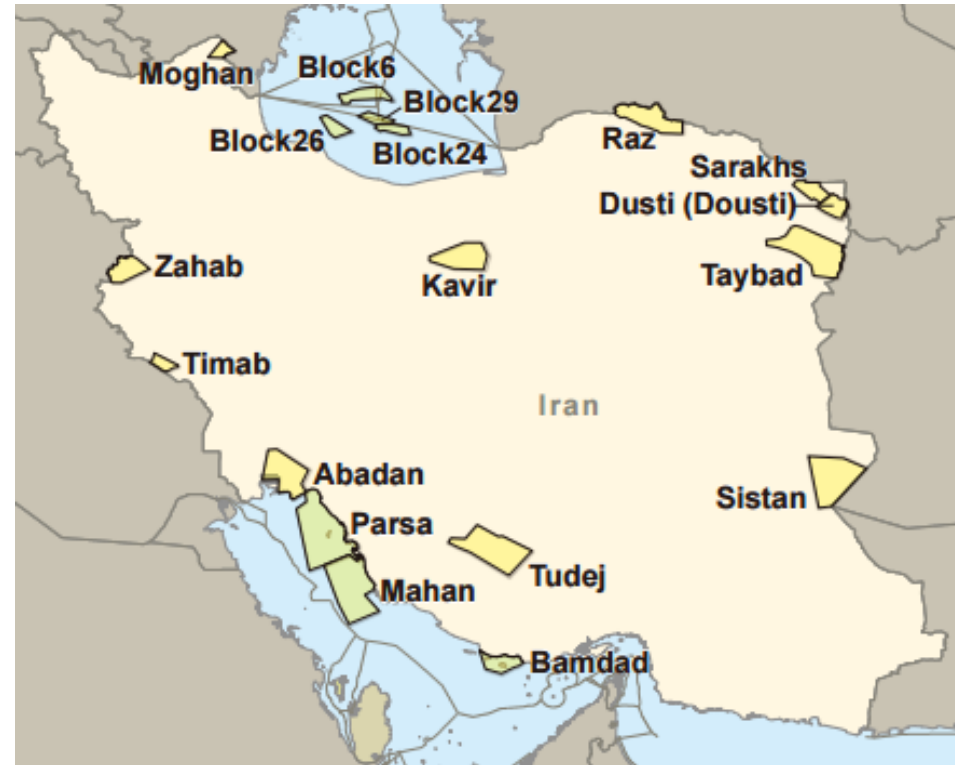 Moghan
Block6
Block29
Block26
Block24
Raz
Sarakhs
Dusti (Dousti)
Zahab
Kavir
Taybad
Timab
Iran
Abadan
Sistan
Parsa
Tudej
Mahan
Bamdad